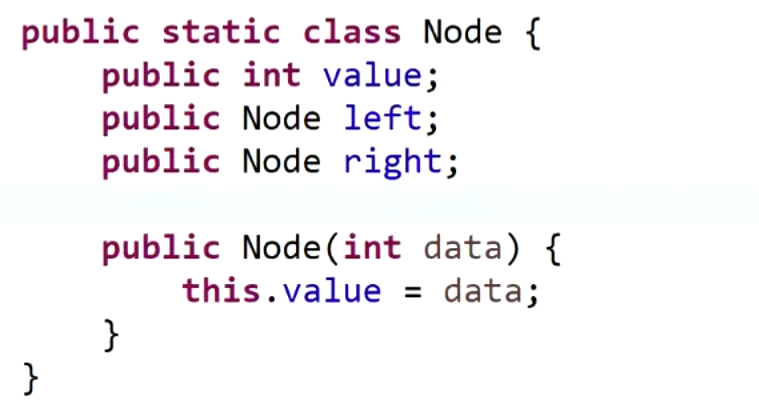 public static class Node {
    public int value;
    public Node left;
    public Node right;

    public Node(int data) {
        this.value = data;
    }
}